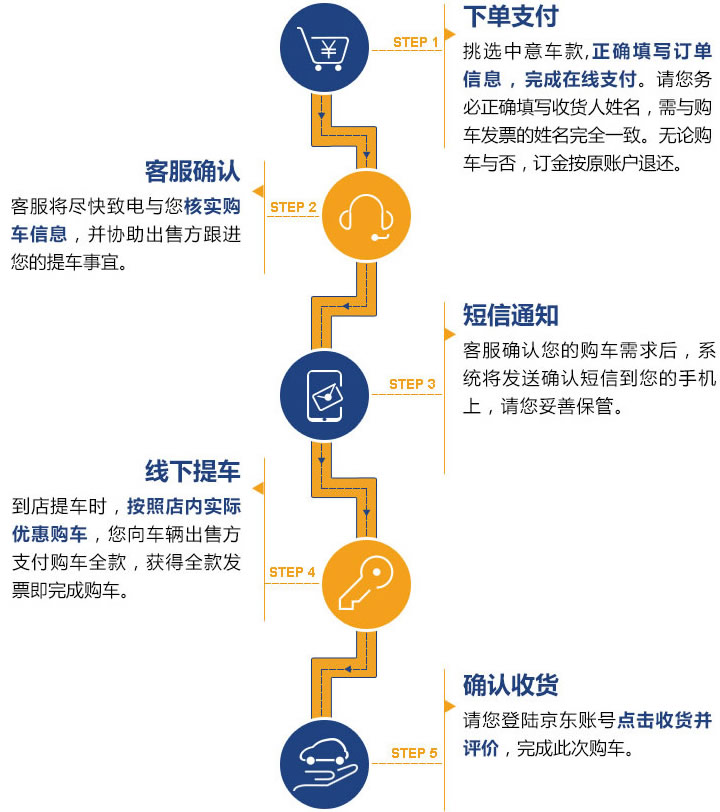 STEP 1
下单支付
挑选中意车款,正确填写订单
信息，完成在线支付。请您务
必正确填写收货人姓名，需与购
车发票的姓名完全一致。无论购
车与否，订金按原账户退还。
STEP 2
客服确认
客服将尽快致电与您核实购
车信息，并协助出售方跟进
您的提车事宜。
STEP 3
短信通知
客服确认您的购车需求后，系
统将发送确认短信到您的手机
上，请您妥善保管。
STEP 4
线下提车
到店提车时，按照店内实际
优惠购车，您向车辆出售方
支付购车全款，获得全款发
票即完成购车。
STEP 5
确认收货
请您登陆京东账号点击收货并
评价，完成此次购车。